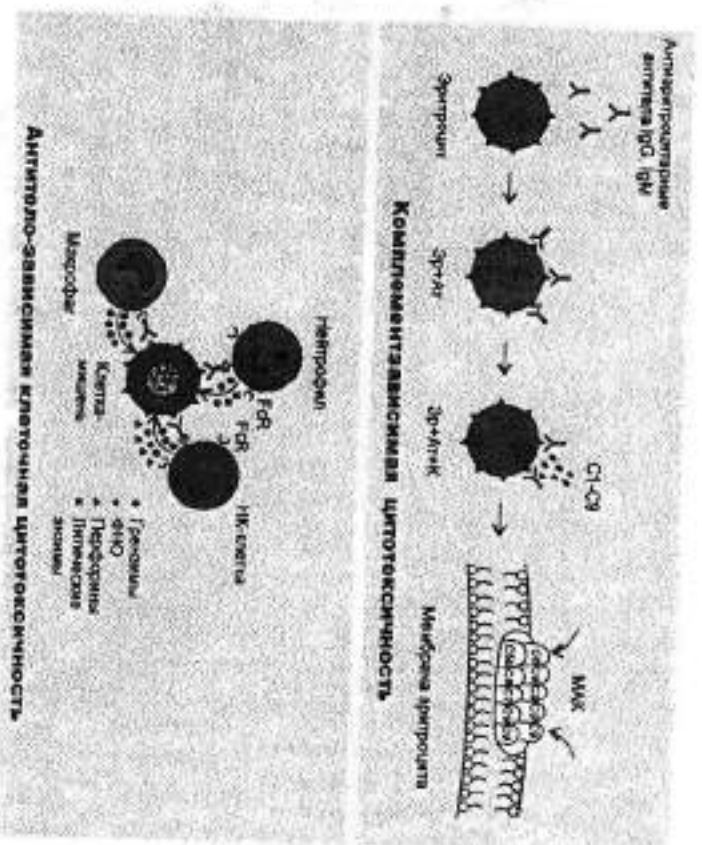 Антиэритроцитарные
антитела IgG IgM
Эритроцит
Эр+Ат
Эр+Ат+К
C1-C9
МАК
Мембрана эритроцита
Комплементзависимая цитотоксичность
Нейтрофил
FcR
FcR
НК-клетка
Макрофаг
Клетка-
мишень
Гранзимы
ФНО
Перфорины
Литические
энзимы
Антитело-зависимая клеточная цитотоксичность